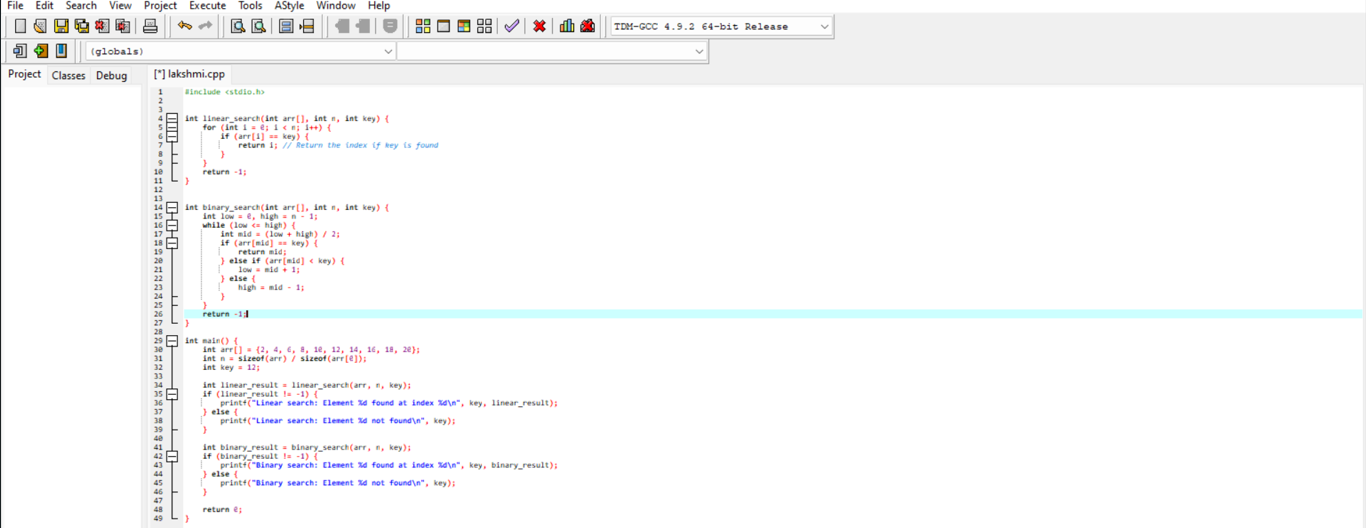 File Edit Search View Project Execute Tools AStyle Window Help
TDM-GCC 4.9.2 64-bit Release
(globals)
Project Classes Debug
[*] lakshmi.cpp
1 #include <stdio.h>
2
3
4 int linear_search(int arr[], int n, int key) {
5 for (int i = 0; i < n; i++) {
6 if (arr[i] == key) {
7 return i; // Return the index if key is found
8 }
9 }
10 return -1;
11 }
12
13
14 int binary_search(int arr[], int n, int key) {
15 int low = 0, high = n - 1;
16 while (low <= high) {
17 int mid = (low + high) / 2;
18 if (arr[mid] == key) {
19 return mid;
20 } else if (arr[mid] < key) {
21 low = mid + 1;
22 } else {
23 high = mid - 1;
24 }
25 }
26 return -1;
27 }
28
29 int main() {
30 int arr[] = {2, 4, 6, 8, 10, 12, 14, 16, 18, 20};
31 int n = sizeof(arr) / sizeof(arr[0]);
32 int key = 12;
33
34 int linear_result = linear_search(arr, n, key);
35 if (linear_result != -1) {
36 printf("Linear search: Element %d found at index %d\n", key, linear_result);
37 } else {
38 printf("Linear search: Element %d not found\n", key);
39 }
40
41 int binary_result = binary_search(arr, n, key);
42 if (binary_result != -1) {
43 printf("Binary search: Element %d found at index %d\n", key, binary_result);
44 } else {
45 printf("Binary search: Element %d not found\n", key);
46 }
47
48 return 0;
49 }